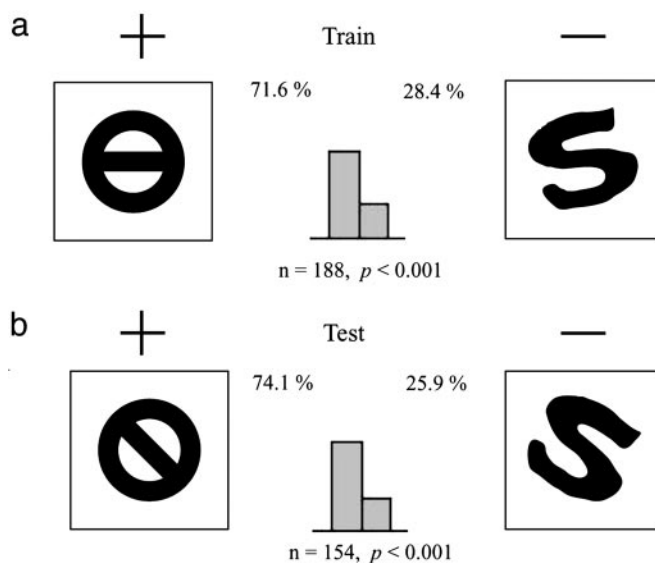 a
+ Train −
71.6 % 28.4 %
S
n = 188, p < 0.001
b
+ Test −
74.1 % 25.9 %
S
n = 154, p < 0.001